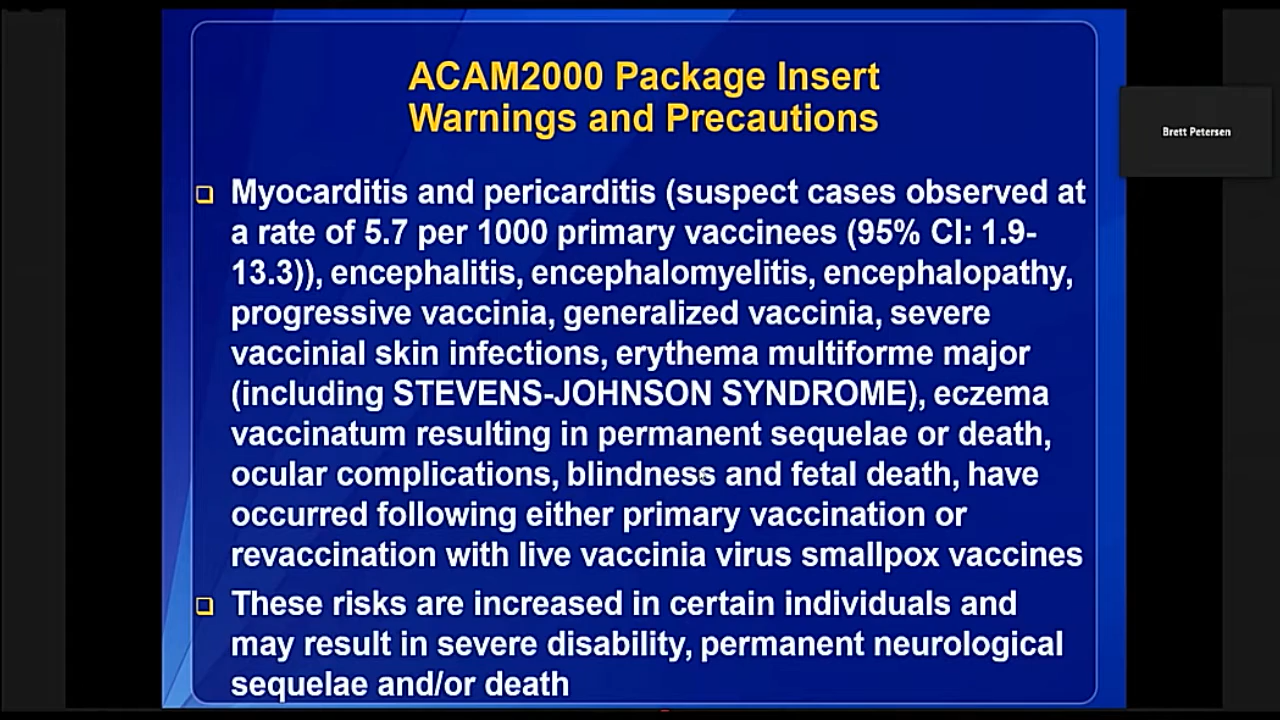 ACAM2000 Package Insert
Warnings and Precautions
Brett Petersen
Myocarditis and pericarditis (suspect cases observed at
a rate of 5.7 per 1000 primary vaccinees (95% CI: 1.9-
13.3)), encephalitis, encephalomyelitis, encephalopathy,
progressive vaccinia, generalized vaccinia, severe
vaccinial skin infections, erythema multiforme major
(including STEVENS-JOHNSON SYNDROME), eczema
vaccinatum resulting in permanent sequelae or death,
ocular complications, blindness and fetal death, have
occurred following either primary vaccination or
revaccination with live vaccinia virus smallpox vaccines
These risks are increased in certain individuals and
may result in severe disability, permanent neurological
sequelae and/or death